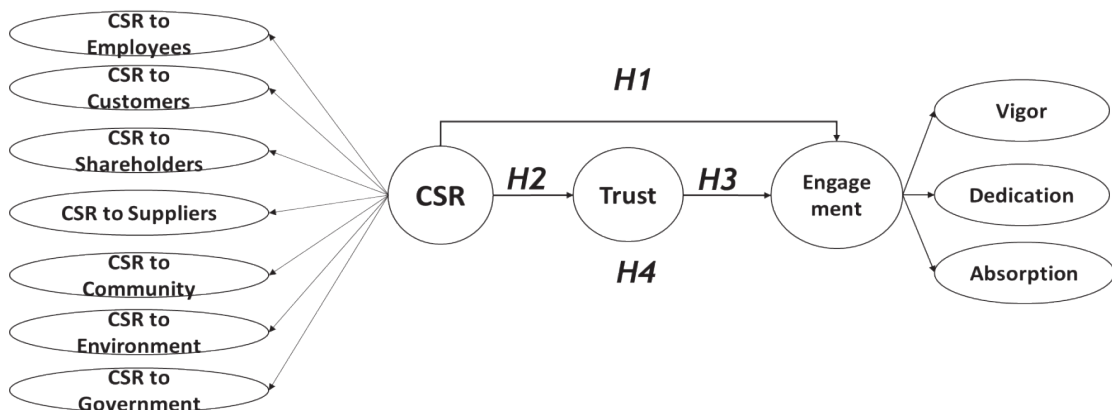 CSR to
Employees
CSR to
Customers
CSR to
Shareholders
CSR to Suppliers
CSR to
Community
CSR to
Environment
CSR to
Government
CSR
H1
H2
Trust
H3
H4
Engage
ment
Vigor
Dedication
Absorption